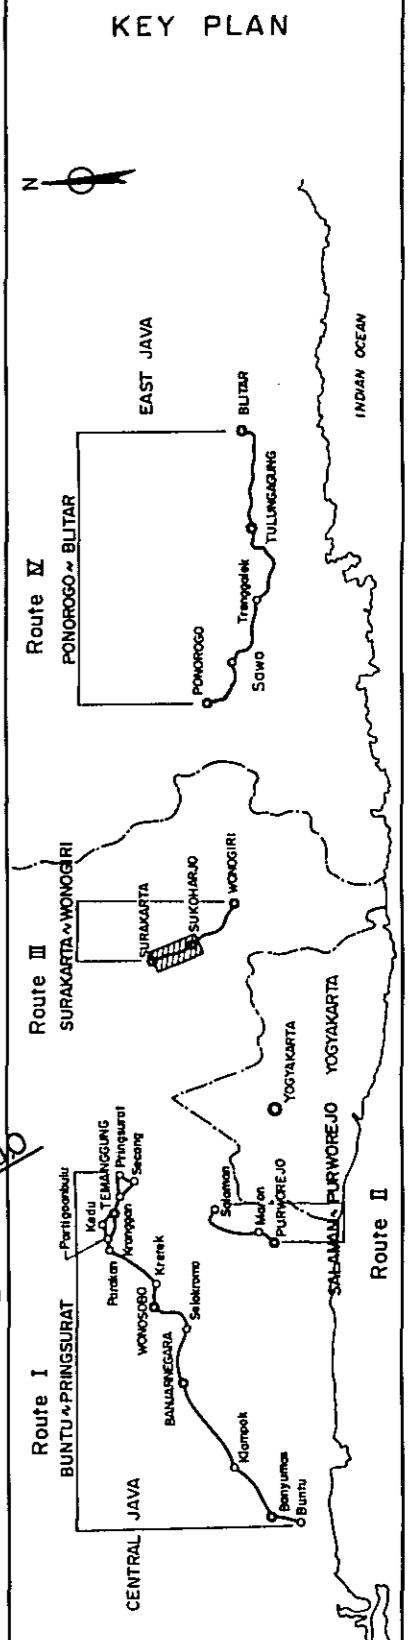 KEY PLAN
N
Route I
BUNTU ~ PRINGSURAT
CENTRAL JAVA
Buntu
Banyumas
Klampok
BANJARNEGARA
Selokromo
WONOSOBO
Kretek
Parakan
Kedu
TEMANGGUNG
Kranggan
Pringsurat
Secang
Route II
SALAMAN ~ PURWOREJO
Salaman
Maron
PURWOREJO
YOGYAKARTA
YOGYAKARTA
Route III
SURAKARTA ~ WONOGIRI
SURAKARTA
SUKOHARJO
WONOGIRI
Route IV
PONOROGO ~ BLITAR
EAST JAVA
PONOROGO
Sawo
Trenggalek
TULUNGAGUNG
BLITAR
INDIAN OCEAN